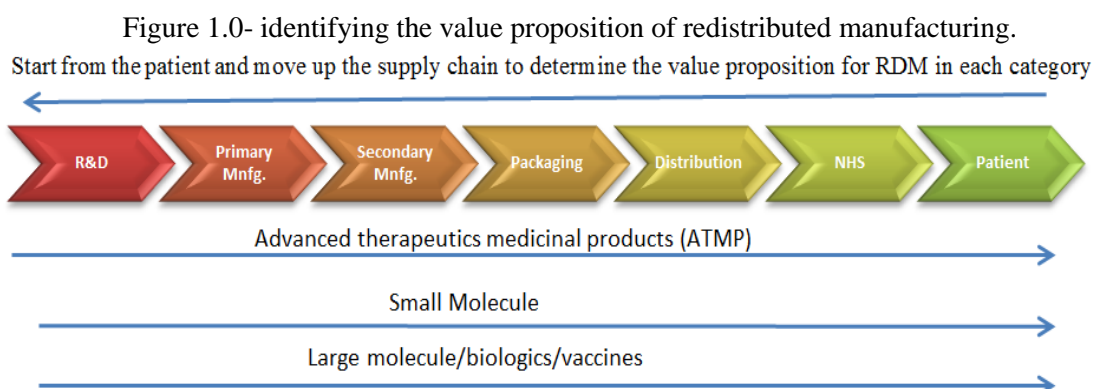 Figure 1.0- identifying the value proposition of redistributed manufacturing.
Start from the patient and move up the supply chain to determine the value proposition for RDM in each category
R&D
Primary
Mnfg.
Secondary
Mnfg.
Packaging
Distribution
NHS
Patient
Advanced therapeutics medicinal products (ATMP)
Small Molecule
Large molecule/biologics/vaccines